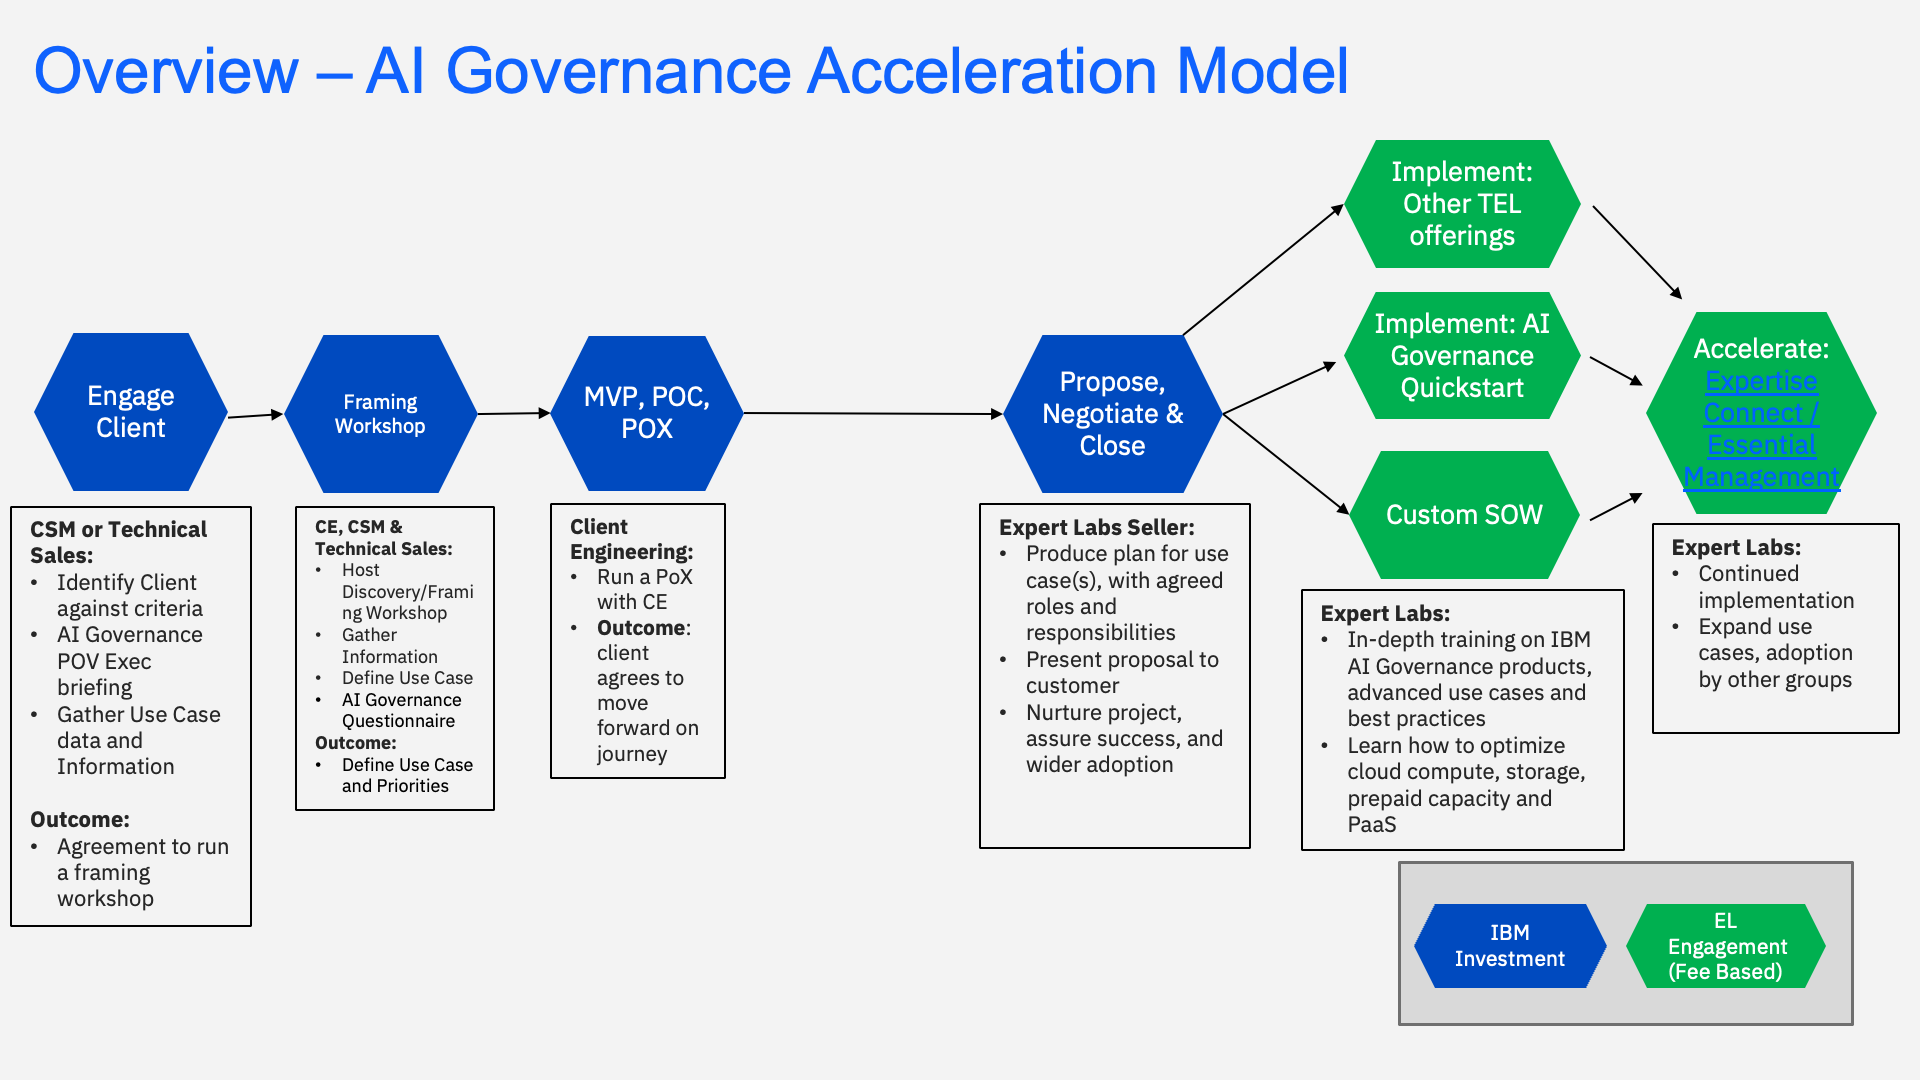 Overview – AI Governance Acceleration Model
Engage
Client
Framing
Workshop
MVP, POC,
POX
Propose,
Negotiate &
Close
Implement:
Other TEL
offerings
Implement: AI
Governance
Quickstart
Custom SOW
Accelerate:
Expertise
Connect /
Essential
Management
CSM or Technical
Sales:
• Identify Client
against criteria
• AI Governance
POV Exec
briefing
• Gather Use Case
data and
Information
Outcome:
• Agreement to run
a framing
workshop
CE, CSM &
Technical Sales:
• Host
Discovery/Frami
ng Workshop
• Gather
Information
• Define Use Case
• AI Governance
Questionnaire
Outcome:
• Define Use Case
and Priorities
Client
Engineering:
• Run a PoX
with CE
• Outcome:
client
agrees to
move
forward on
journey
Expert Labs Seller:
• Produce plan for use
case(s), with agreed
roles and
responsibilities
• Present proposal to
customer
• Nurture project,
assure success, and
wider adoption
Expert Labs:
• In-depth training on IBM
AI Governance products,
advanced use cases and
best practices
• Learn how to optimize
cloud compute, storage,
prepaid capacity and
PaaS
Expert Labs:
• Continued
implementation
• Expand use
cases, adoption
by other groups
IBM
Investment
EL
Engagement
(Fee Based)